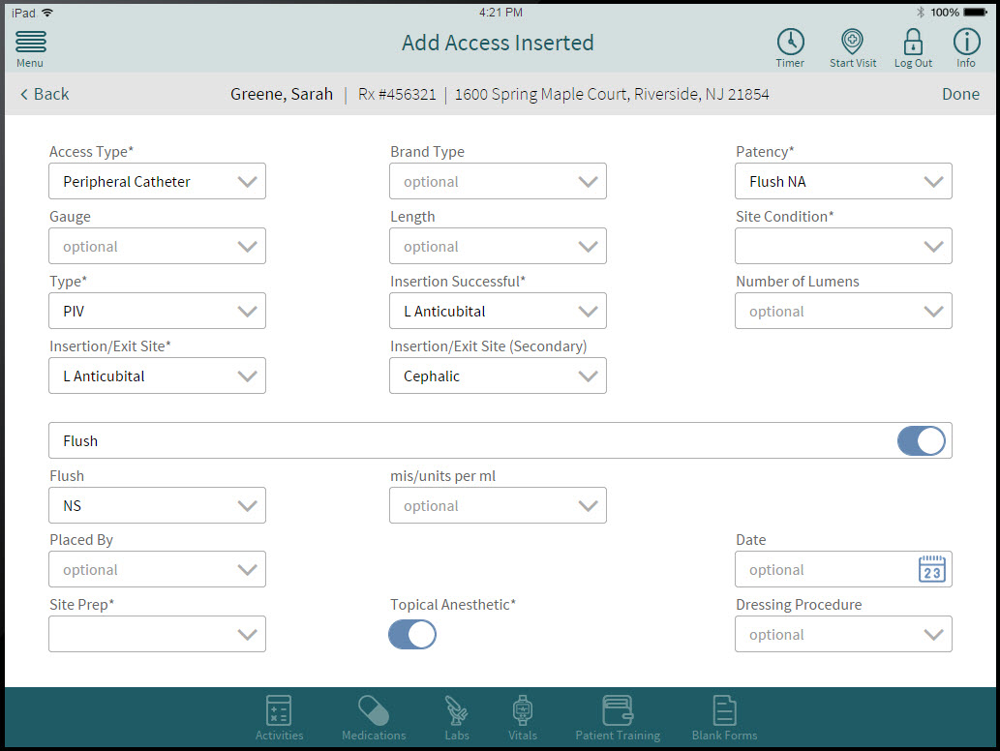 iPad 4:21 PM 100%
Add Access Inserted
Menu Timer Start Visit Log Out Info
Back Greene, Sarah | Rx #456321 | 1600 Spring Maple Court, Riverside, NJ 21854 Done
Access Type* Brand Type Patency*
Peripheral Catheter optional Flush NA
Gauge Length Site Condition*
optional optional
Type* Insertion Successful* Number of Lumens
PIV L Anticubital optional
Insertion/Exit Site* Insertion/Exit Site (Secondary)
L Anticubital Cephalic
Flush
Flush mis/units per ml
NS optional
Placed By Date
optional optional 23
Site Prep* Topical Anesthetic* Dressing Procedure
optional
Activities Medications Labs Vitals Patient Training Blank Forms